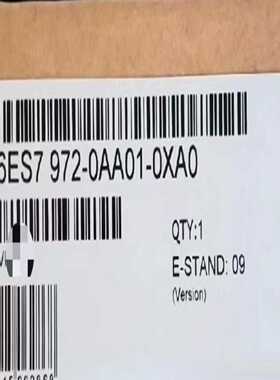 6ES7 972-0AA01-0XA0
QTY:1
E-STAND: 09
(Version)